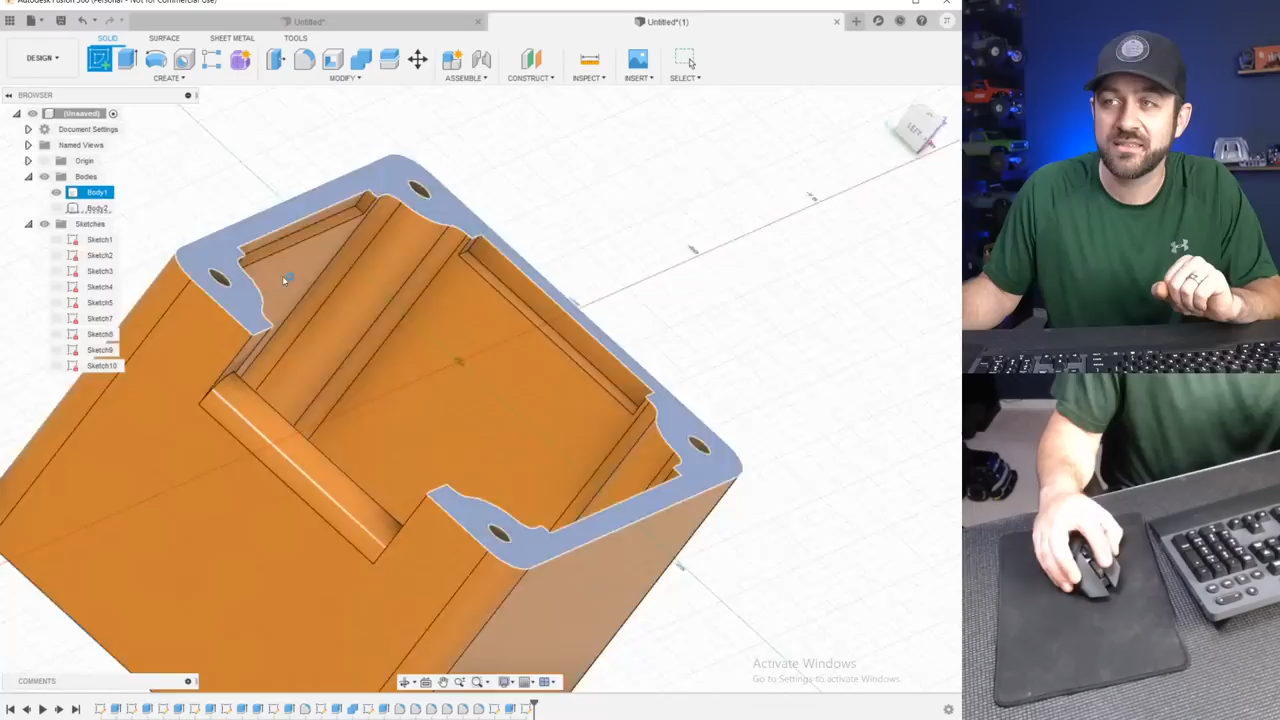 Autodesk Fusion 360 (Personal - Not for Commercial Use)
Untitled*
Untitled*(1)
JT
SOLID
SURFACE
SHEET METAL
TOOLS
DESIGN
CREATE
MODIFY
ASSEMBLE
CONSTRUCT
INSPECT
INSERT
SELECT
BROWSER
(Unsaved)
Document Settings
Named Views
Origin
Bodies
Body1
Body2
Sketches
Sketch1
Sketch2
Sketch3
Sketch4
Sketch5
Sketch7
Sketch8
Sketch9
Sketch10
LEFT
Activate Windows
Go to Settings to activate Windows.
COMMENTS